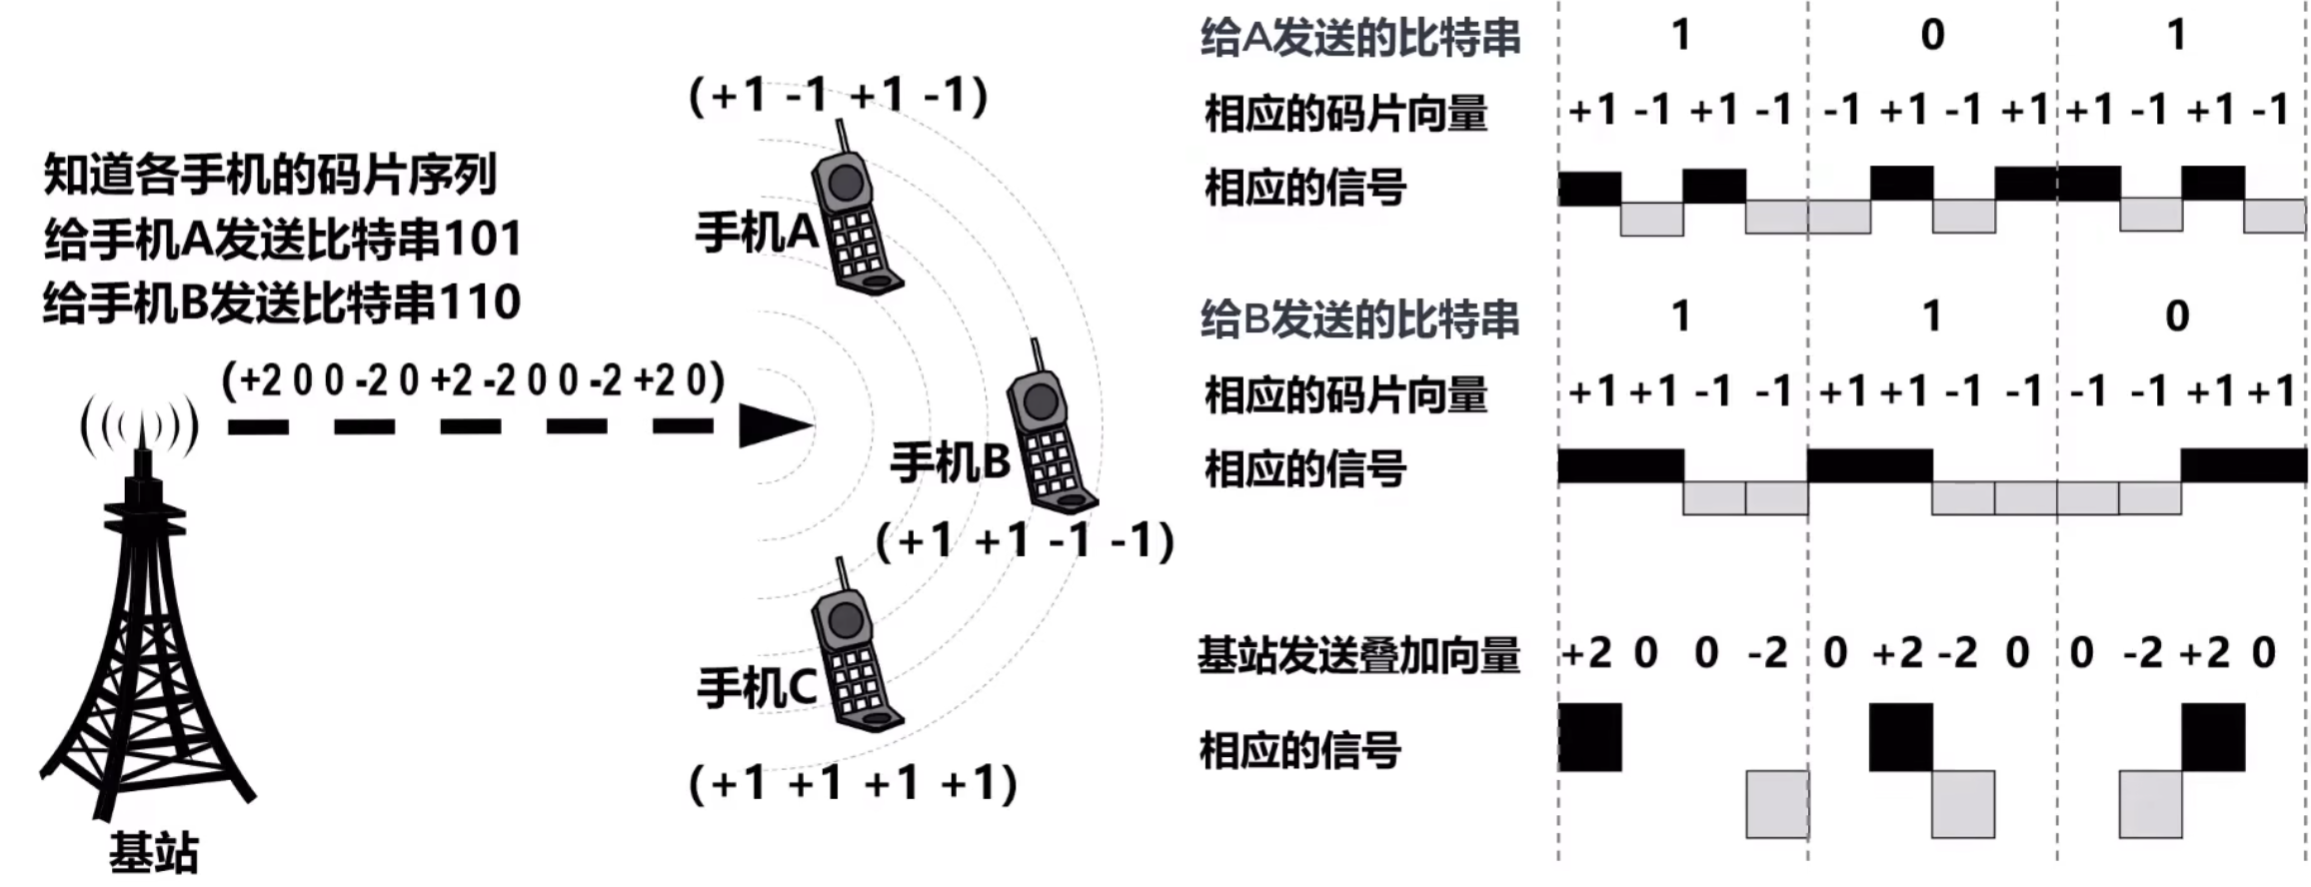 知道各手机的码片序列
给手机A发送比特串101
给手机B发送比特串110
(+2 0 0 -2 0 +2 -2 0 0 -2 +2 0)
基站
(+1 -1 +1 -1)
手机A
手机B
(+1 +1 -1 -1)
手机C
(+1 +1 +1 +1)
给A发送的比特串 1 0 1
相应的码片向量 +1 -1 +1 -1 -1 +1 -1 +1 +1 -1 +1 -1
相应的信号
给B发送的比特串 1 1 0
相应的码片向量 +1 +1 -1 -1 +1 +1 -1 -1 -1 -1 +1 +1
相应的信号
基站发送叠加向量 +2 0 0 -2 0 +2 -2 0 0 -2 +2 0
相应的信号